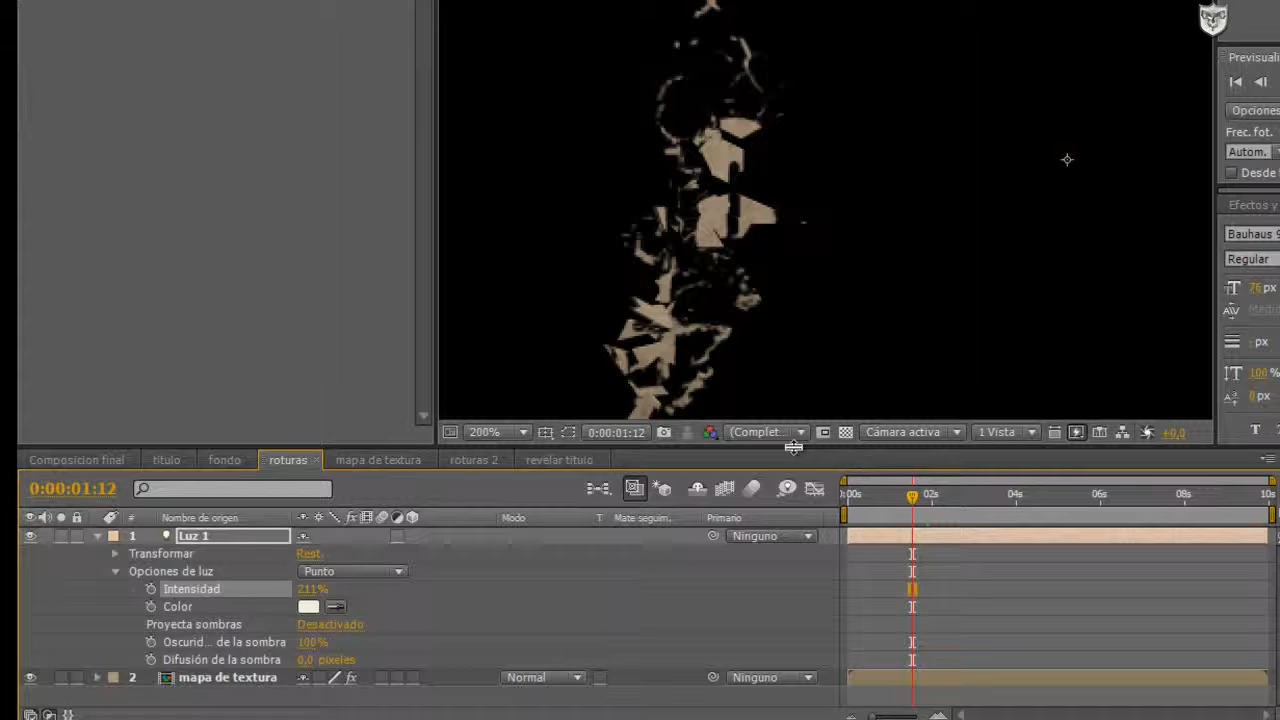 Previsuali
Opciones
Frec. fot.
Autom.
Desde
Efectos y
Bauhaus 9
Regular
76 px
px
100 %
0 px
T
200%
0:00:01:12
(Complet...
Cámara activa
1 Vista
+0,0
Composicion final
titulo
fondo
roturas
mapa de textura
roturas 2
revelar titulo
0:00:01:12
0:00s
02s
04s
06s
08s
10s
#
Nombre de origen
Modo
T
Mate seguim.
Primario
1
Luz 1
Ninguno
Transformar
Rest.
Opciones de luz
Punto
Intensidad
211%
Color
Proyecta sombras
Desactivado
Oscurid... de la sombra
100%
Difusión de la sombra
0,0 píxeles
2
mapa de textura
Normal
Ninguno